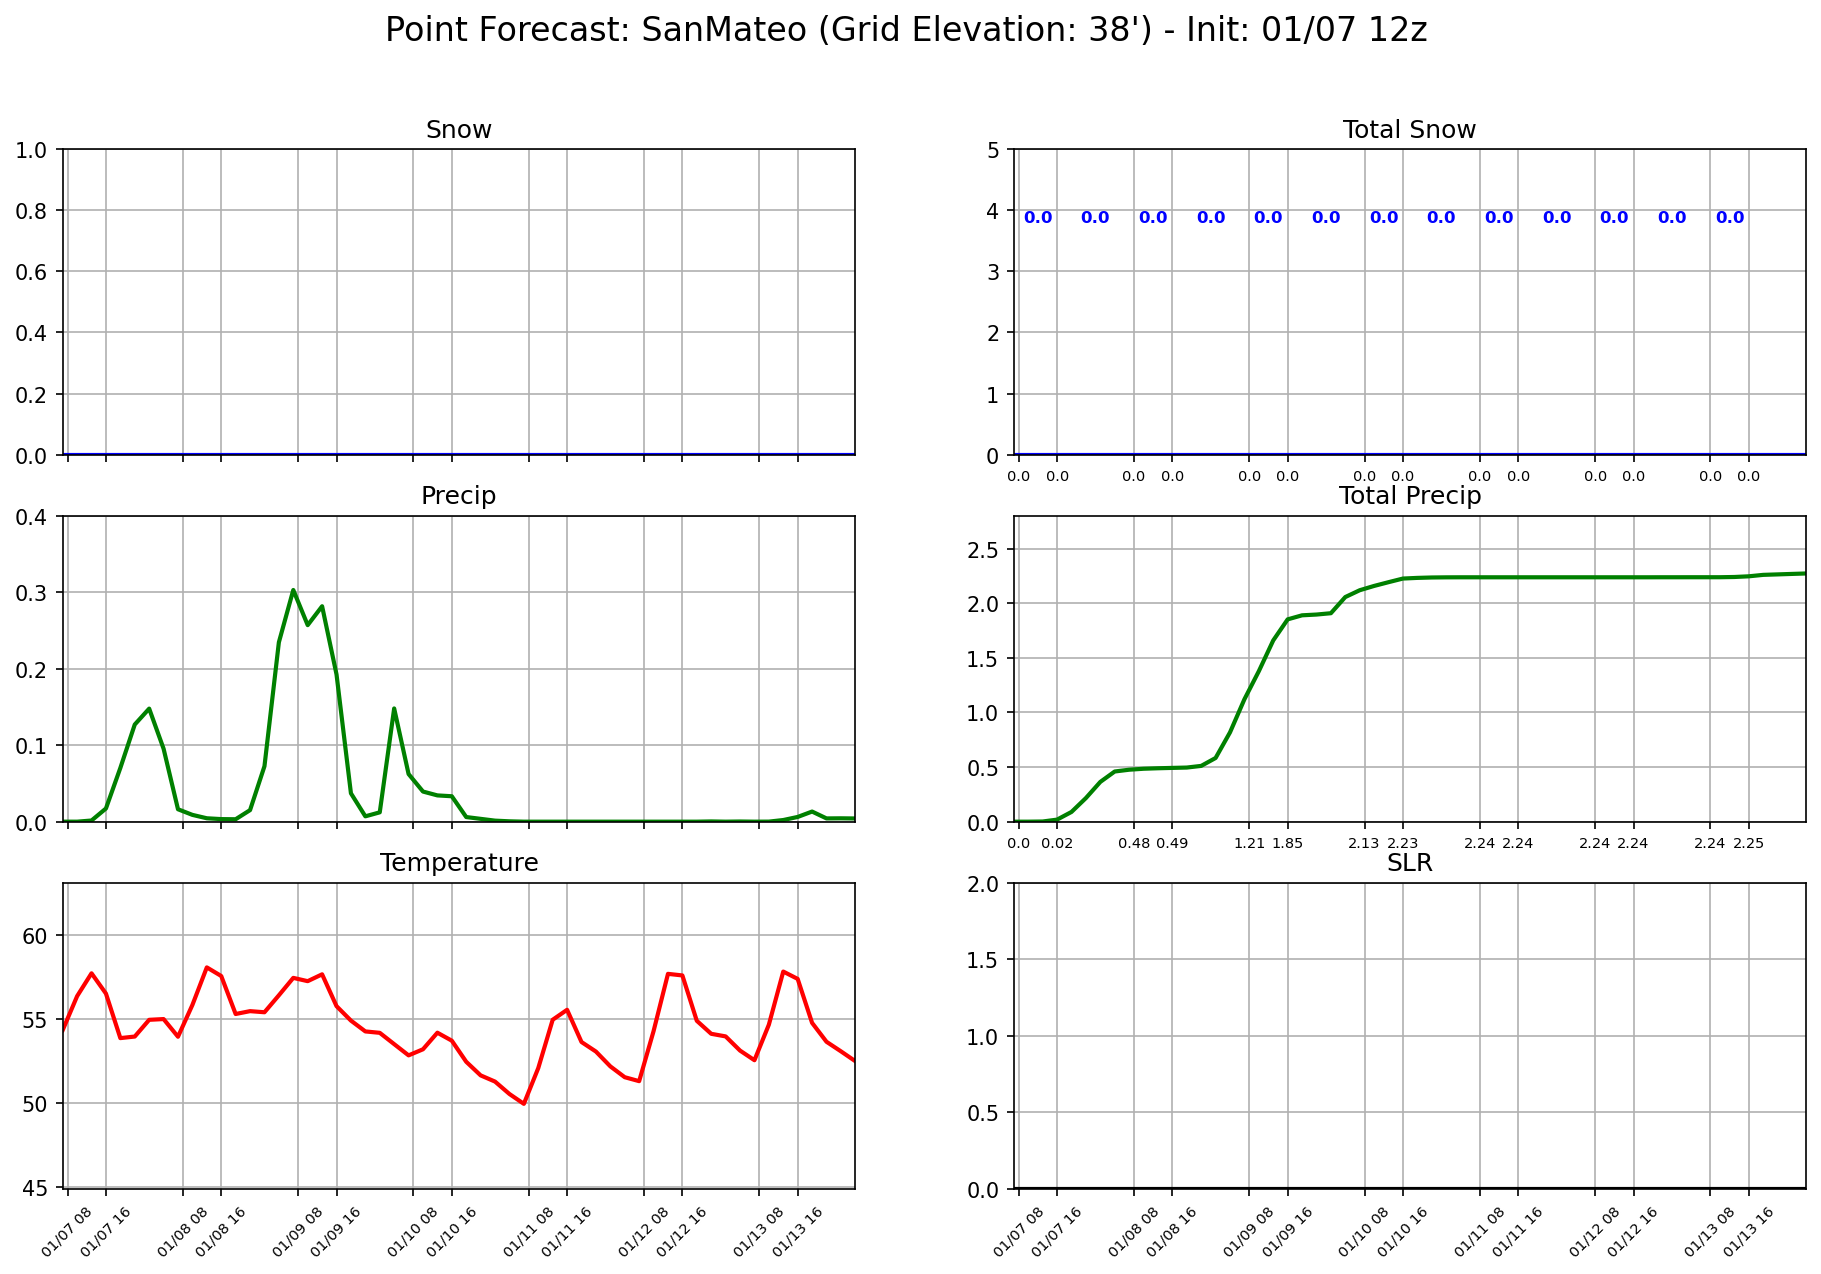 Point Forecast: SanMateo (Grid Elevation: 38') - Init: 01/07 12z
Snow
1.0
0.8
0.6
0.4
0.2
0.0
Total Snow
5
4
3
2
1
0
0.0 0.0 0.0 0.0 0.0 0.0 0.0 0.0 0.0 0.0 0.0 0.0 0.0
0.0 0.0 0.0 0.0 0.0 0.0 0.0 0.0 0.0 0.0 0.0 0.0 0.0 0.0
Precip
0.4
0.3
0.2
0.1
0.0
Total Precip
2.5
2.0
1.5
1.0
0.5
0.0
0.0 0.02 0.48 0.49 1.21 1.85 2.13 2.23 2.24 2.24 2.24 2.24 2.24 2.25
Temperature
60
55
50
45
01/07 08 01/07 16 01/08 08 01/08 16 01/09 08 01/09 16 01/10 08 01/10 16 01/11 08 01/11 16 01/12 08 01/12 16 01/13 08 01/13 16
SLR
2.0
1.5
1.0
0.5
0.0
01/07 08 01/07 16 01/08 08 01/08 16 01/09 08 01/09 16 01/10 08 01/10 16 01/11 08 01/11 16 01/12 08 01/12 16 01/13 08 01/13 16